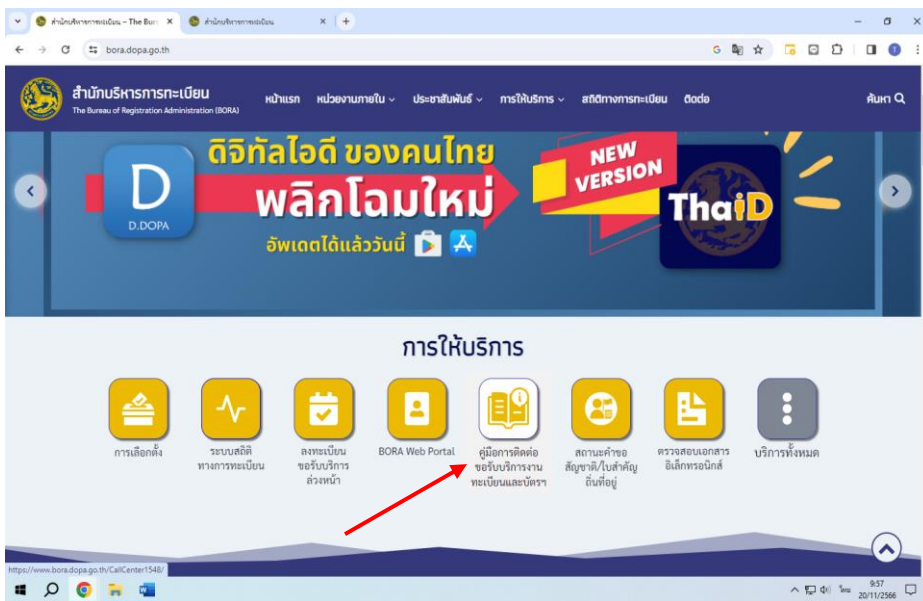 สำนักบริหารการทะเบียน – The Bur
สำนักบริหารการทะเบียน
bora.dopa.go.th
สำนักบริหารการทะเบียน
The Bureau of Registration Administration (BORA)
หน้าแรก หน่วยงานภายใน ประชาสัมพันธ์ การให้บริการ สถิติทางการทะเบียน ติดต่อ ค้นหา
ดิจิทัลไอดี ของคนไทย
พลิกโฉมใหม่
อัพเดตได้แล้ววันนี้
D
D.DOPA
NEW
VERSION
ThaiD
การให้บริการ
การเลือกตั้ง
ระบบสถิติ
ทางการทะเบียน
ลงทะเบียน
ขอรับบริการ
ล่วงหน้า
BORA Web Portal
คู่มือการติดต่อ
ขอรับบริการงาน
ทะเบียนและบัตรฯ
สถานะคำขอ
สัญชาติ/ใบสำคัญ
ถิ่นที่อยู่
ตรวจสอบเอกสาร
อิเล็กทรอนิกส์
บริการทั้งหมด
https://www.bora.dopa.go.th/CallCenter1548/
ไทย
9:57
20/11/2566